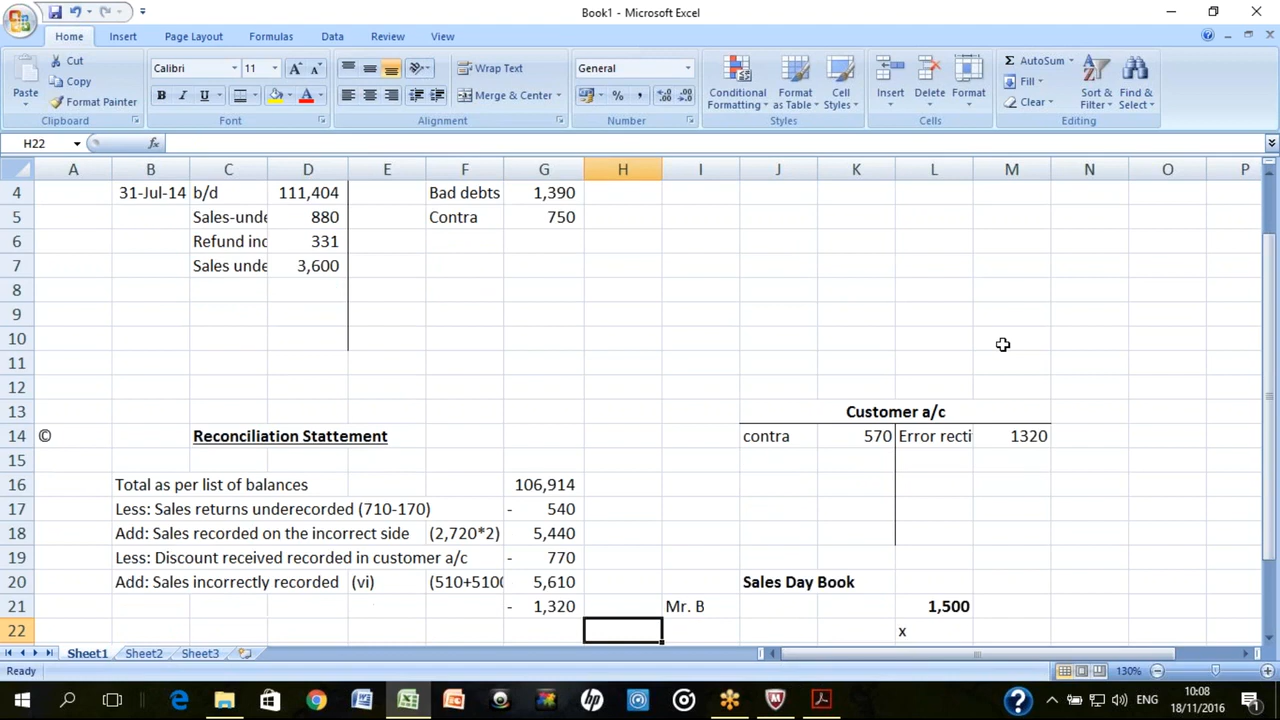 Book1 - Microsoft Excel
Home Insert Page Layout Formulas Data Review View
Paste Cut Copy Format Painter Clipboard
Calibri 11 A A B I U A Font
Wrap Text Merge & Center Alignment
General % , Number
Conditional Formatting Format as Table Cell Styles Styles
Insert Delete Format Cells
Σ AutoSum Fill Clear Sort & Filter Find & Select Editing
H22 fx
A B C D E F G H I J K L M N O P
4 31-Jul-14 b/d 111,404 Bad debts 1,390
5 Sales-unde 880 Contra 750
6 Refund inc 331
7 Sales unde 3,600
8
9
10
11
12
13 Customer a/c
14 © Reconciliation Stattement contra 570 Error recti 1320
15
16 Total as per list of balances 106,914
17 Less: Sales returns underecorded (710-170) - 540
18 Add: Sales recorded on the incorrect side (2,720*2) 5,440
19 Less: Discount received recorded in customer a/c - 770
20 Add: Sales incorrectly recorded (vi) (510+5100 5,610 Sales Day Book
21 - 1,320 Mr. B 1,500
22 x
Sheet1 Sheet2 Sheet3
Ready 130%
ENG 10:08
18/11/2016